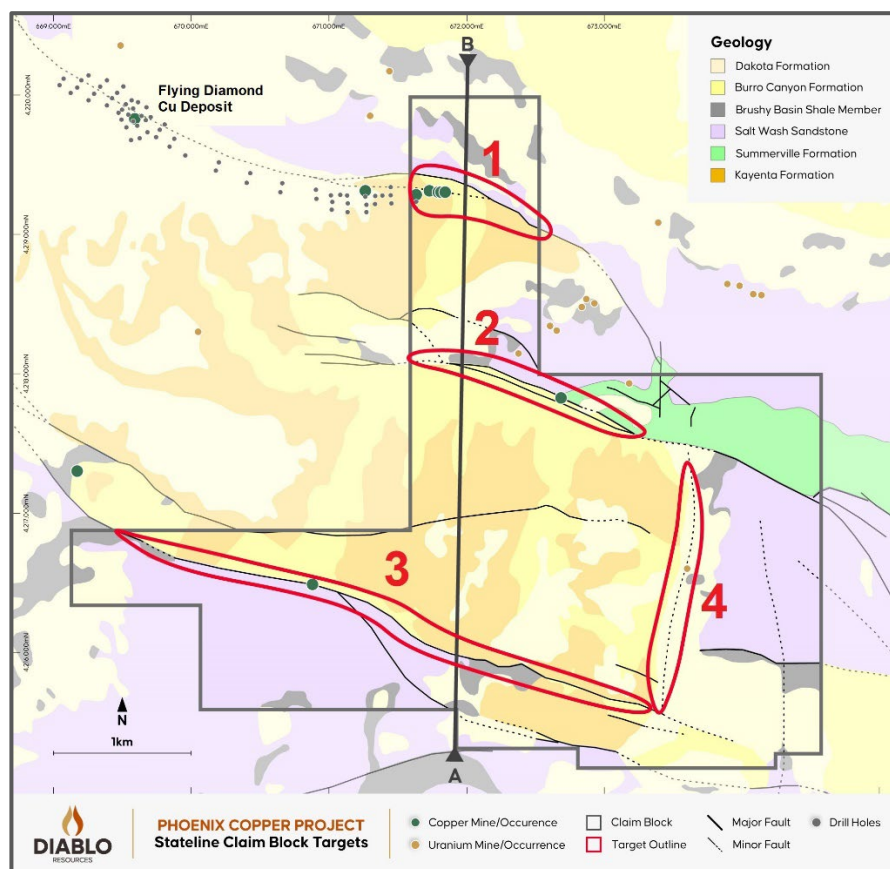 669.000mE
670.000mE
671.000mE
672.000mE
673.000mE
B
Geology
Dakota Formation
Burro Canyon Formation
Brushy Basin Shale Member
Salt Wash Sandstone
Summerville Formation
Kayenta Formation
Flying Diamond
Cu Deposit
4,220.000mN
4,219.000mN
4,218.000mN
4,217.000mN
4,216.000mN
1
2
3
4
N
1km
A
DIABLO
RESOURCES
PHOENIX COPPER PROJECT
Stateline Claim Block Targets
Copper Mine/Occurence
Uranium Mine/Occurrence
Claim Block
Target Outline
Major Fault
Minor Fault
Drill Holes